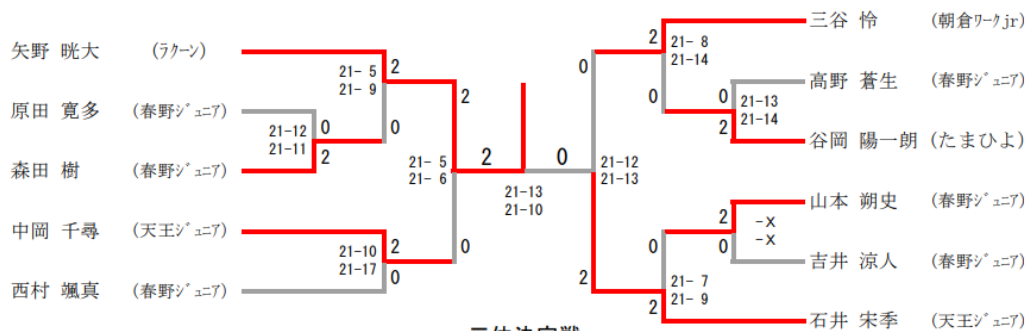 矢野 晄大 (ラクーン)
原田 寛多 (春野ジュニア)
森田 樹 (春野ジュニア)
中岡 千尋 (天王ジュニア)
西村 颯真 (春野ジュニア)
21-12
21-11
0
2
21- 5
21- 9
2
0
21-10
21-17
2
0
21- 5
21- 6
2
0
2
0
21-13
21-10
0
2
21-12
21-13
2
0
21- 8
21-14
0
2
21-13
21-14
0
2
21- 7
21- 9
2
0
-X
-X
三谷 怜 (朝倉ワークjr)
高野 蒼生 (春野ジュニア)
谷岡 陽一朗 (たまひよ)
山本 朔史 (春野ジュニア)
吉井 涼人 (春野ジュニア)
石井 宋季 (天王ジュニア)